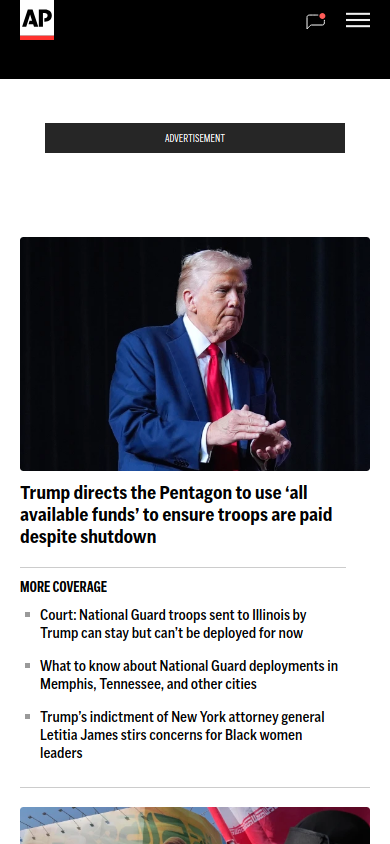 AP
ADVERTISEMENT
Trump directs the Pentagon to use ‘all
available funds’ to ensure troops are paid
despite shutdown
MORE COVERAGE
Court: National Guard troops sent to Illinois by
Trump can stay but can’t be deployed for now
What to know about National Guard deployments in
Memphis, Tennessee, and other cities
Trump’s indictment of New York attorney general
Letitia James stirs concerns for Black women
leaders